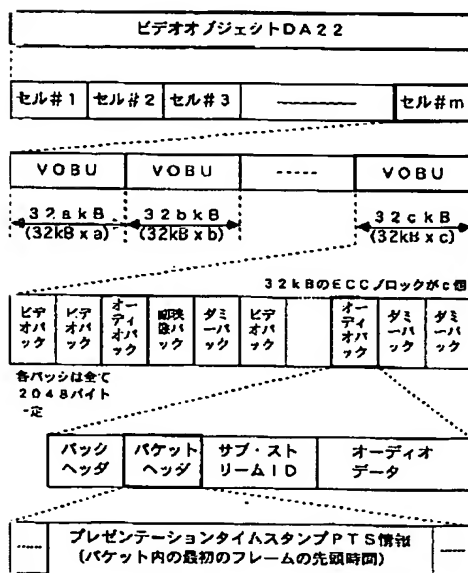 ビデオオブジェクトDA22
セル#1 セル#2 セル#3 セル#m
VOBU VOBU ----- VOBU
32akB 32bkB 32ckB
(32kB x a) (32kB x b) (32kB x c)
32kBのECCブロックがc個
ビデオパック
ビデオパック
オーディオパック
副映像パック
ダミーパック
ビデオパック
オーディオパック
ダミーパック
ダミーパック
各パックは全て
2048バイト
一定
パック
ヘッダ
パケット
ヘッダ
サブ・スト
リームID
オーディオ
データ
プレゼンテーションタイムスタンプPTS情報
(パケット内の最初のフレームの先頭時間)